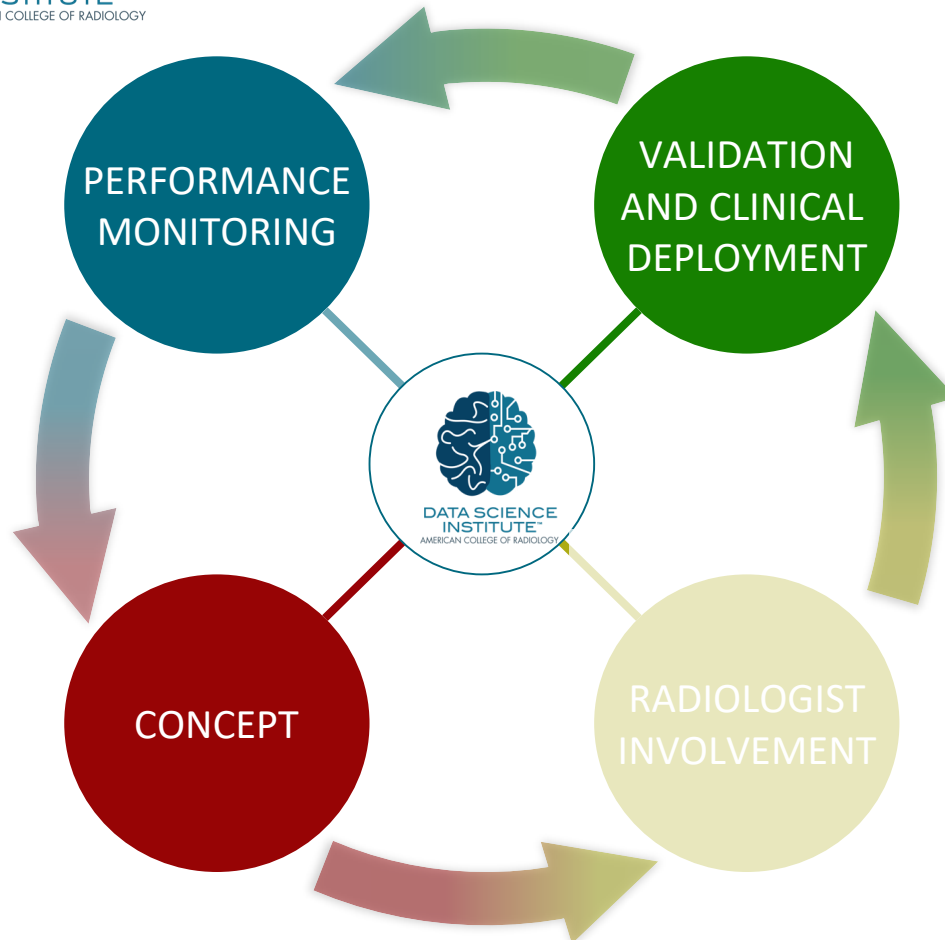 COLLEGE OF RADIOLOGY
PERFORMANCE
MONITORING
VALIDATION
AND CLINICAL
DEPLOYMENT
DATA SCIENCE
INSTITUTE™
AMERICAN COLLEGE OF RADIOLOGY
CONCEPT
RADIOLOGIST
INVOLVEMENT